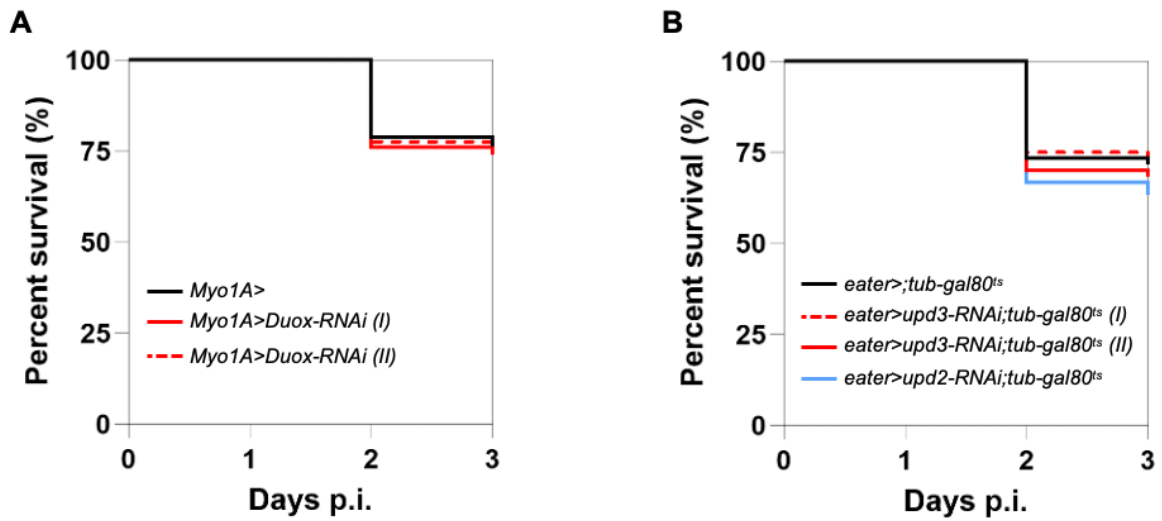 A
Percent survival (%)
100
75
50
25
0
Myo1A>
Myo1A>Duox-RNAi (I)
Myo1A>Duox-RNAi (II)
0 1 2 3
Days p.i.
B
Percent survival (%)
100
75
50
25
0
eater>;tub-gal80ts
eater>upd3-RNAi;tub-gal80ts (I)
eater>upd3-RNAi;tub-gal80ts (II)
eater>upd2-RNAi;tub-gal80ts
0 1 2 3
Days p.i.